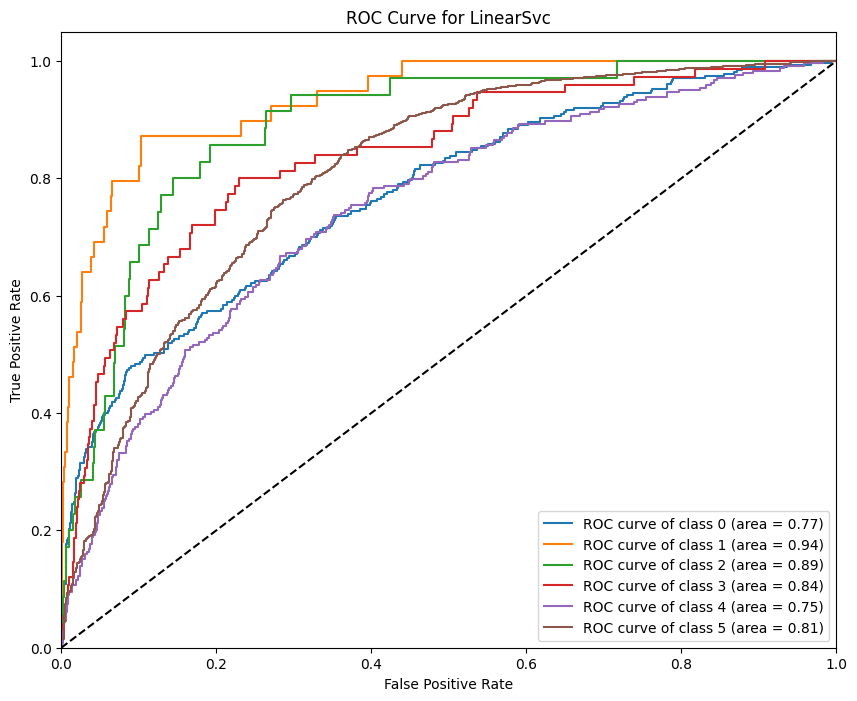 ROC Curve for LinearSvc
True Positive Rate
1.0
0.8
0.6
0.4
0.2
0.0
0.0 0.2 0.4 0.6 0.8 1.0
False Positive Rate
ROC curve of class 0 (area = 0.77)
ROC curve of class 1 (area = 0.94)
ROC curve of class 2 (area = 0.89)
ROC curve of class 3 (area = 0.84)
ROC curve of class 4 (area = 0.75)
ROC curve of class 5 (area = 0.81)